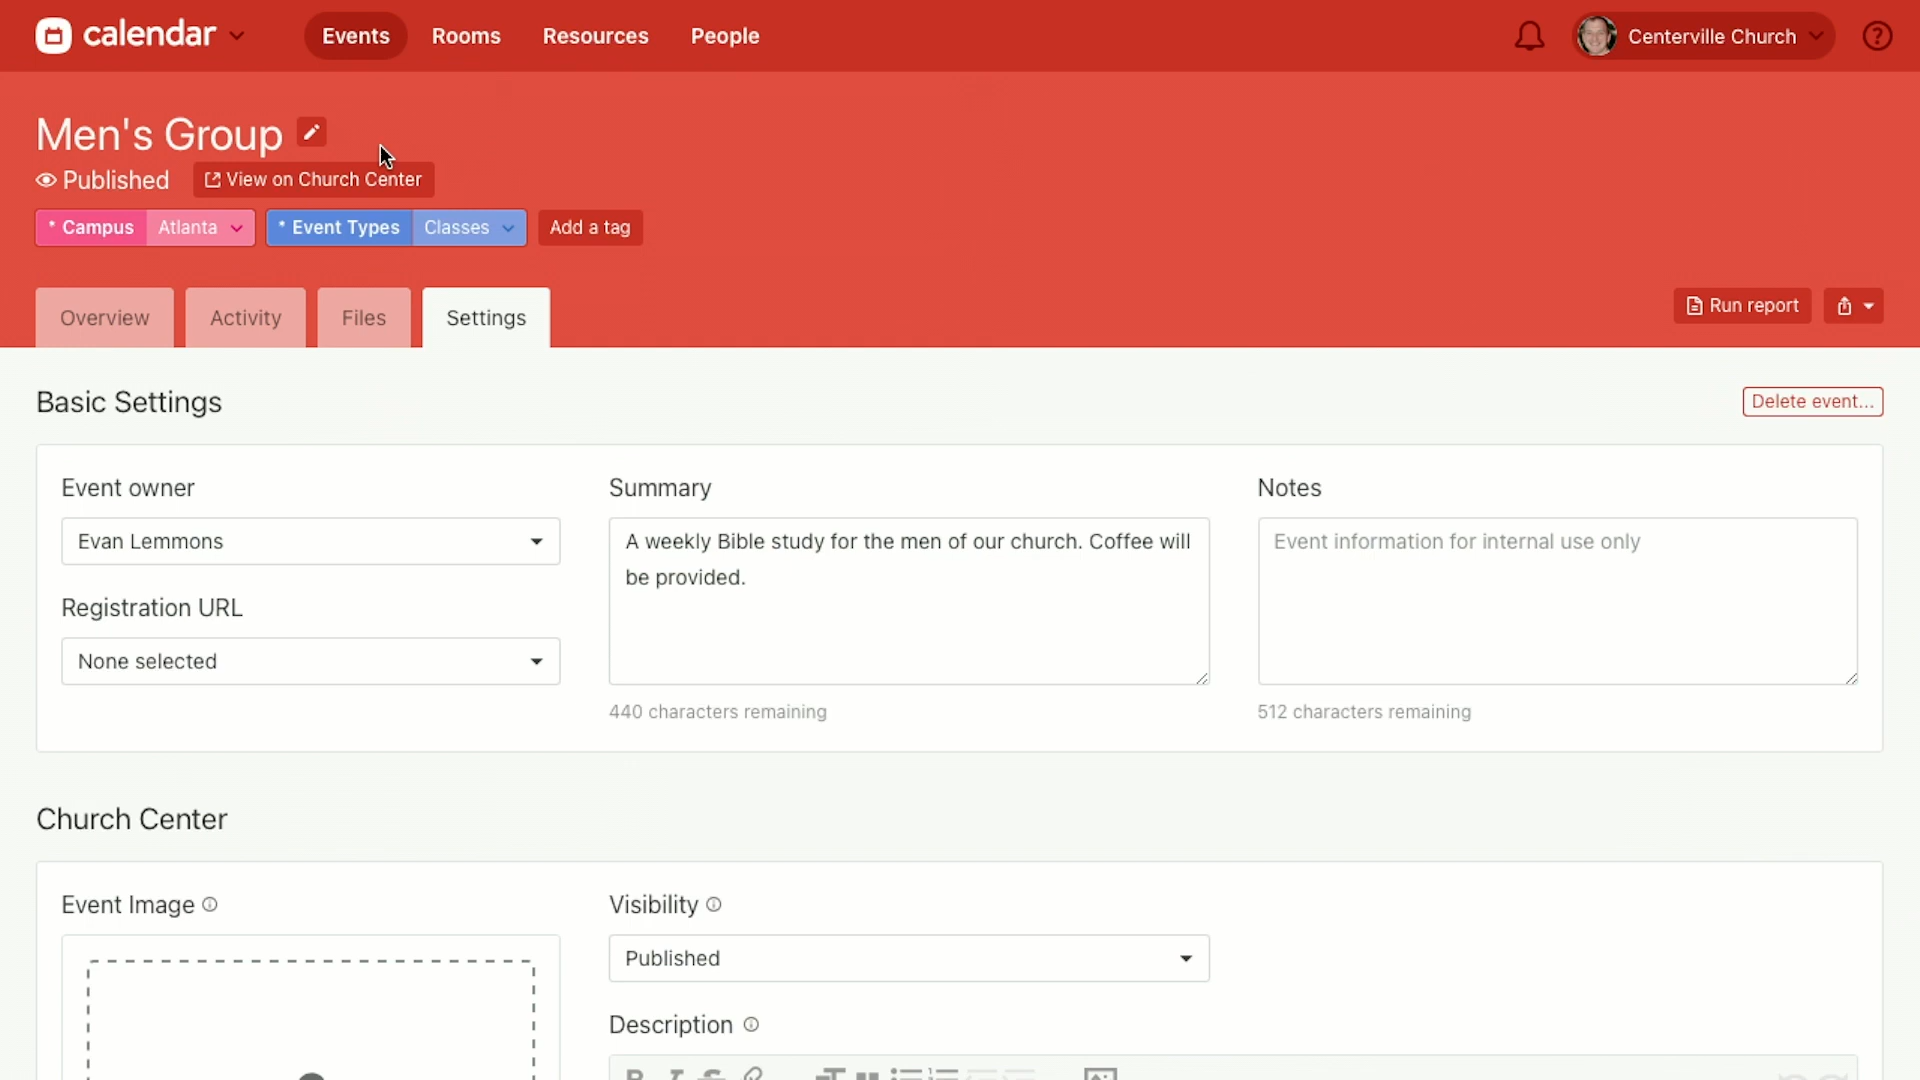 calendar
Events
Rooms
Resources
People
Centerville Church
?
Men's Group
Published
View on Church Center
* Campus
Atlanta
* Event Types
Classes
Add a tag
Overview
Activity
Files
Settings
Run report
Basic Settings
Delete event...
Event owner
Summary
Notes
Evan Lemmons
A weekly Bible study for the men of our church. Coffee will
be provided.
Event information for internal use only
Registration URL
None selected
440 characters remaining
512 characters remaining
Church Center
Event Image
Visibility
Published
Description